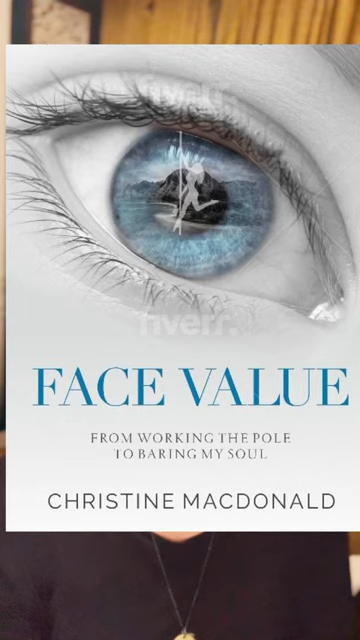 fiverr.
fiverr.
FACE VALUE
FROM WORKING THE POLE
TO BARING MY SOUL
CHRISTINE MACDONALD